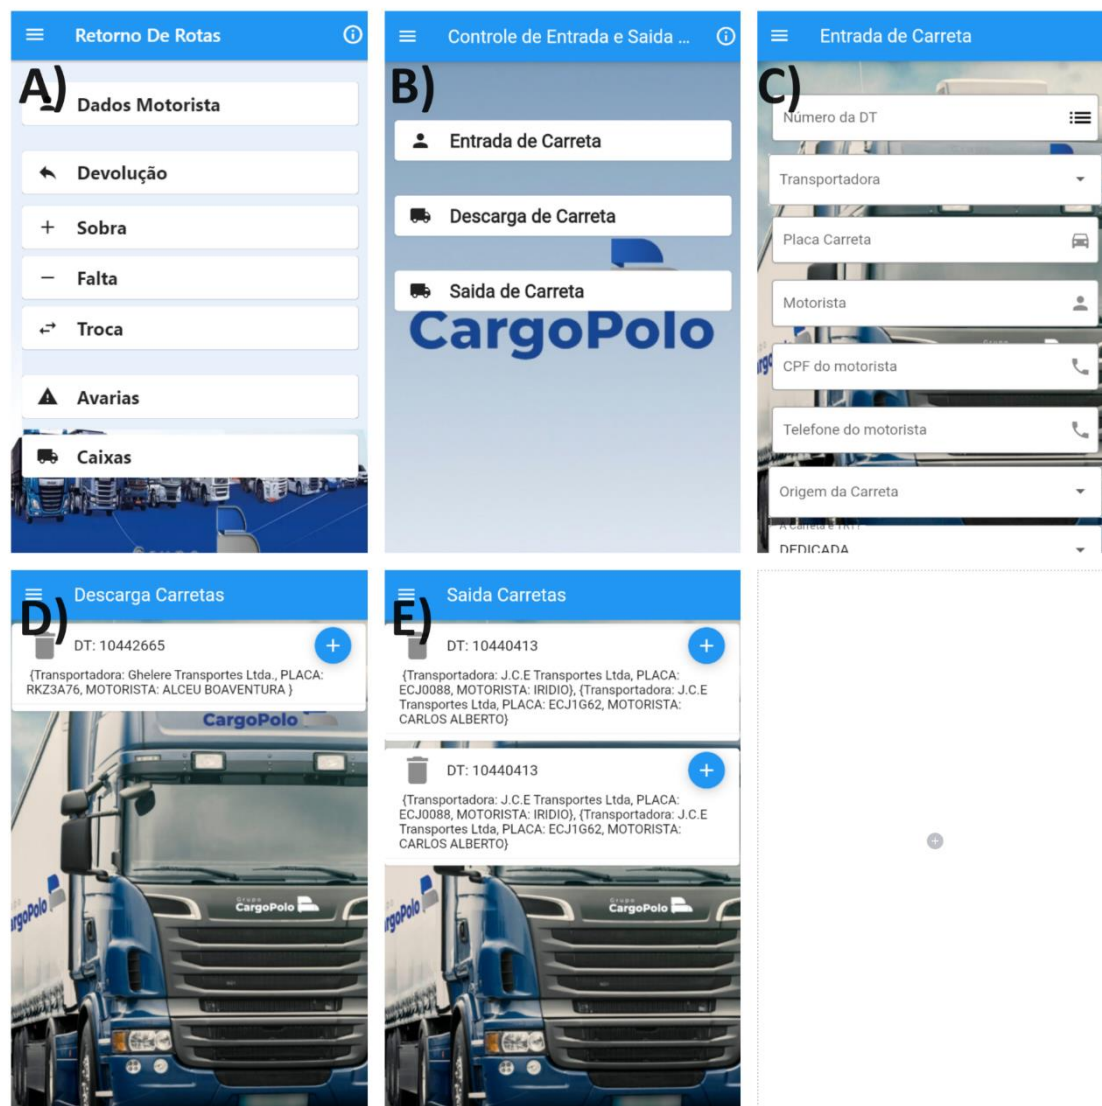 Retorno De Rotas
A)
Dados Motorista
Devolução
Sobra
Falta
Troca
Avarias
Caixas
Controle de Entrada e Saida ...
B)
Entrada de Carreta
Descarga de Carreta
Saida de Carreta
CargoPolo
Entrada de Carreta
C)
Número da DT
Transportadora
Placa Carreta
Motorista
CPF do motorista
Telefone do motorista
Origem da Carreta
A Carreta é TRT?
DEDICADA
Descarga Carretas
D)
DT: 10442665
{Transportadora: Ghelere Transportes Ltda., PLACA:
RKZ3A76, MOTORISTA: ALCEU BOAVENTURA }
CargoPolo
Grupo
CargoPolo
Saida Carretas
E)
DT: 10440413
{Transportadora: J.C.E Transportes Ltda, PLACA:
ECJ0088, MOTORISTA: IRIDIO}, {Transportadora: J.C.E
Transportes Ltda, PLACA: ECJ1G62, MOTORISTA:
CARLOS ALBERTO}
DT: 10440413
{Transportadora: J.C.E Transportes Ltda, PLACA:
ECJ0088, MOTORISTA: IRIDIO}, {Transportadora: J.C.E
Transportes Ltda, PLACA: ECJ1G62, MOTORISTA:
CARLOS ALBERTO}
Grupo
CargoPolo